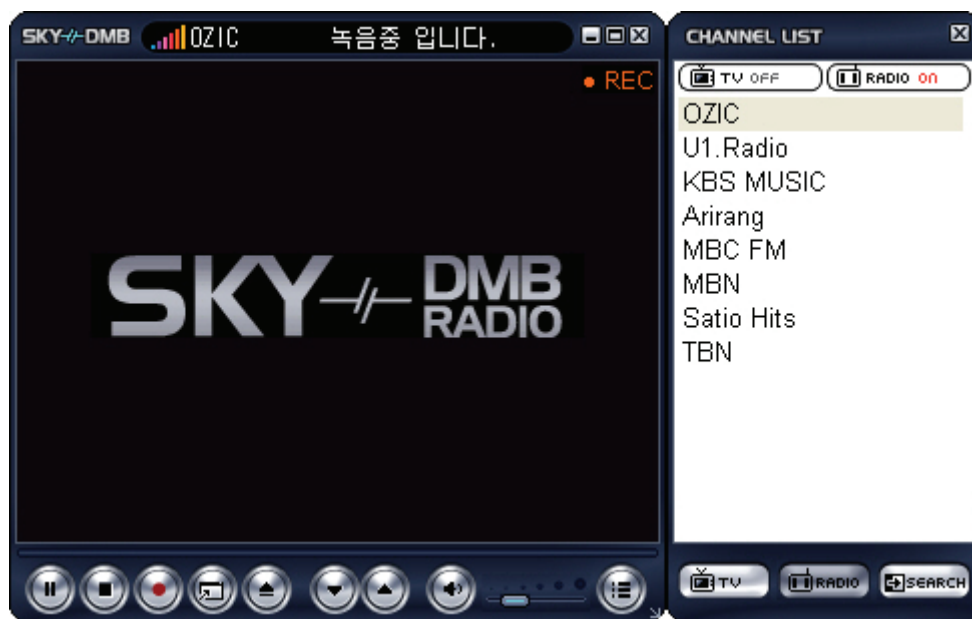 SKY DMB OZIC 녹음중 입니다.
REC
SKY DMB RADIO
CHANNEL LIST
TV OFF RADIO ON
OZIC
U1.Radio
KBS MUSIC
Arirang
MBC FM
MBN
Satio Hits
TBN
TV RADIO SEARCH